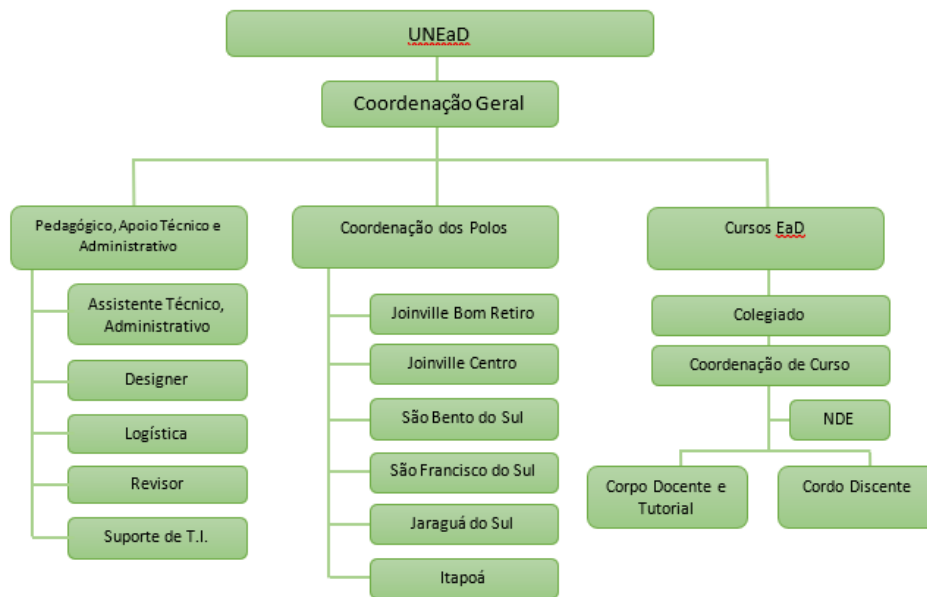 UNEaD
Coordenação Geral
Pedagógico, Apoio Técnico e
Administrativo
Assistente Técnico,
Administrativo
Designer
Logística
Revisor
Suporte de T.I.
Coordenação dos Polos
Joinville Bom Retiro
Joinville Centro
São Bento do Sul
São Francisco do Sul
Jaraguá do Sul
Itapoá
Cursos EaD
Colegiado
Coordenação de Curso
NDE
Corpo Docente e
Tutorial
Cordo Discente